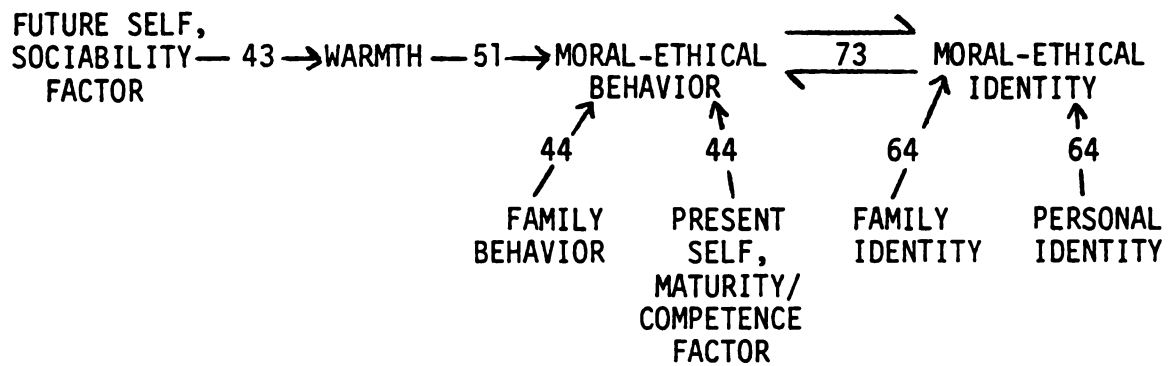 FUTURE SELF,
SOCIABILITY — 43 → WARMTH — 51 → MORAL-ETHICAL 73 MORAL-ETHICAL
FACTOR BEHAVIOR IDENTITY
44 44 64 64
FAMILY PRESENT FAMILY PERSONAL
BEHAVIOR SELF, IDENTITY IDENTITY
MATURITY/
COMPETENCE
FACTOR